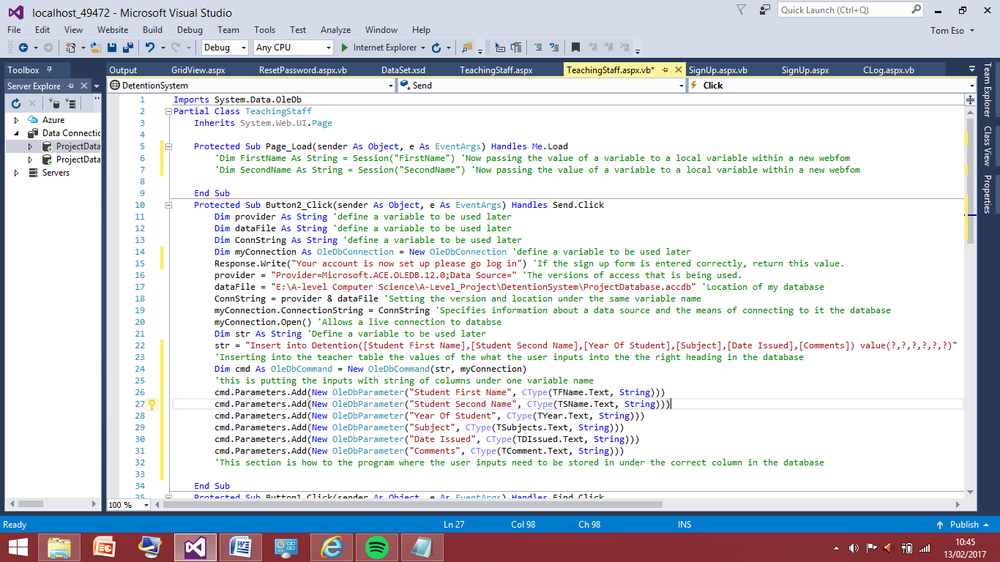 localhost_49472 - Microsoft Visual Studio
Quick Launch (Ctrl+Q)
File Edit View Website Build Debug Team Tools Test Analyze Window Help
Tom Eso
Debug Any CPU Internet Explorer
Toolbox
Output GridView.aspx ResetPassword.aspx.vb DataSet.xsd TeachingStaff.aspx TeachingStaff.aspx.vb* SignUp.aspx.vb SignUp.aspx CLog.aspx.vb
Server Explore
DetentionSystem Send Click
Azure
Data Connectic
ProjectData
ProjectData
Servers
Team Explorer
Class View
Properties
1 Imports System.Data.OleDb
2 Partial Class TeachingStaff
3 Inherits System.Web.UI.Page
4
5 Protected Sub Page_Load(sender As Object, e As EventArgs) Handles Me.Load
6 'Dim FirstName As String = Session("FirstName") 'Now passing the value of a variable to a local variable within a new webfom
7 'Dim SecondName As String = Session("SecondName") 'Now passing the value of a variable to a local variable within a new webfom
8
9 End Sub
10 Protected Sub Button2_Click(sender As Object, e As EventArgs) Handles Send.Click
11 Dim provider As String 'define a variable to be used later
12 Dim dataFile As String 'define a variable to be used later
13 Dim ConnString As String 'define a variable to be used later
14 Dim myConnection As OleDbConnection = New OleDbConnection 'define a variable to be used later
15 Response.Write("Your account is now set up please go log in") 'If the sign up form is entered correctly, return this value.
16 provider = "Provider=Microsoft.ACE.OLEDB.12.0;Data Source=" 'The versions of access that is being used.
17 dataFile = "E:\A-level Computer Science\A-Level_Project\DetentionSystem\ProjectDatabase.accdb" 'Location of my database
18 ConnString = provider & dataFile 'Setting the version and location under the same variable name
19 myConnection.ConnectionString = ConnString 'Specifies information about a data source and the means of connecting to it the database
20 myConnection.Open() 'Allows a live connection to databse
21 Dim str As String 'Define a variable to be used later
22 str = "Insert into Detention([Student First Name],[Student Second Name],[Year Of Student],[Subject],[Date Issued],[Comments]) value(?,?,?,?,?,?)"
23 'Inserting into the teacher table the values of the what the user inputs into the the right heading in the database
24 Dim cmd As OleDbCommand = New OleDbCommand(str, myConnection)
25 'this is putting the inputs with string of columns under one variable name
26 cmd.Parameters.Add(New OleDbParameter("Student First Name", CType(TFName.Text, String)))
27 cmd.Parameters.Add(New OleDbParameter("Student Second Name", CType(TSName.Text, String)))
28 cmd.Parameters.Add(New OleDbParameter("Year Of Student", CType(TYear.Text, String)))
29 cmd.Parameters.Add(New OleDbParameter("Subject", CType(TSubjects.Text, String)))
30 cmd.Parameters.Add(New OleDbParameter("Date Issued", CType(TDIssued.Text, String)))
31 cmd.Parameters.Add(New OleDbParameter("Comments", CType(TComment.Text, String)))
32 'This section is how to the program where the user inputs need to be stored in under the correct column in the database
33
34 End Sub
35 Protected Sub Button1_Click(sender As Object, e As EventArgs) Handles Find.Click
100 %
Ready Ln 27 Col 98 Ch 98 INS Publish
10:45
13/02/2017